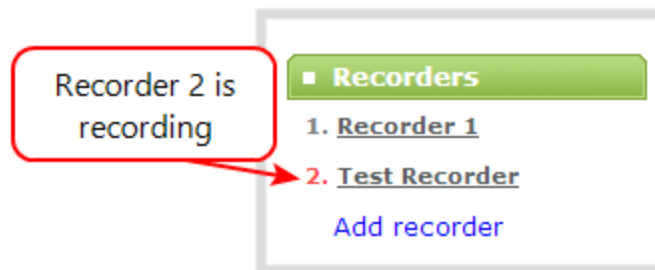 Recorder 2 is
recording
Recorders
1. Recorder 1
2. Test Recorder
Add recorder